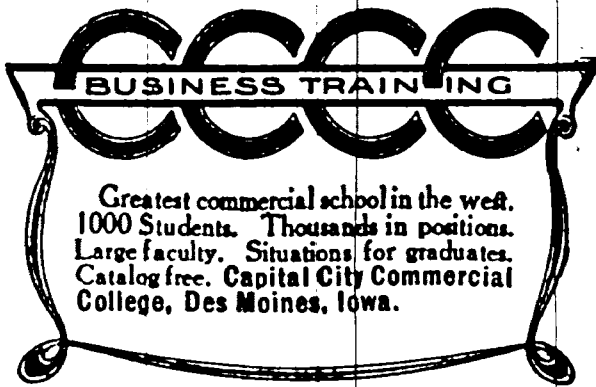 CCCC
BUSINESS TRAINING
Greatest commercial school in the west.
1000 Students. Thousands in positions.
Large faculty. Situations for graduates.
Catalog free. Capital City Commercial
College, Des Moines, Iowa.